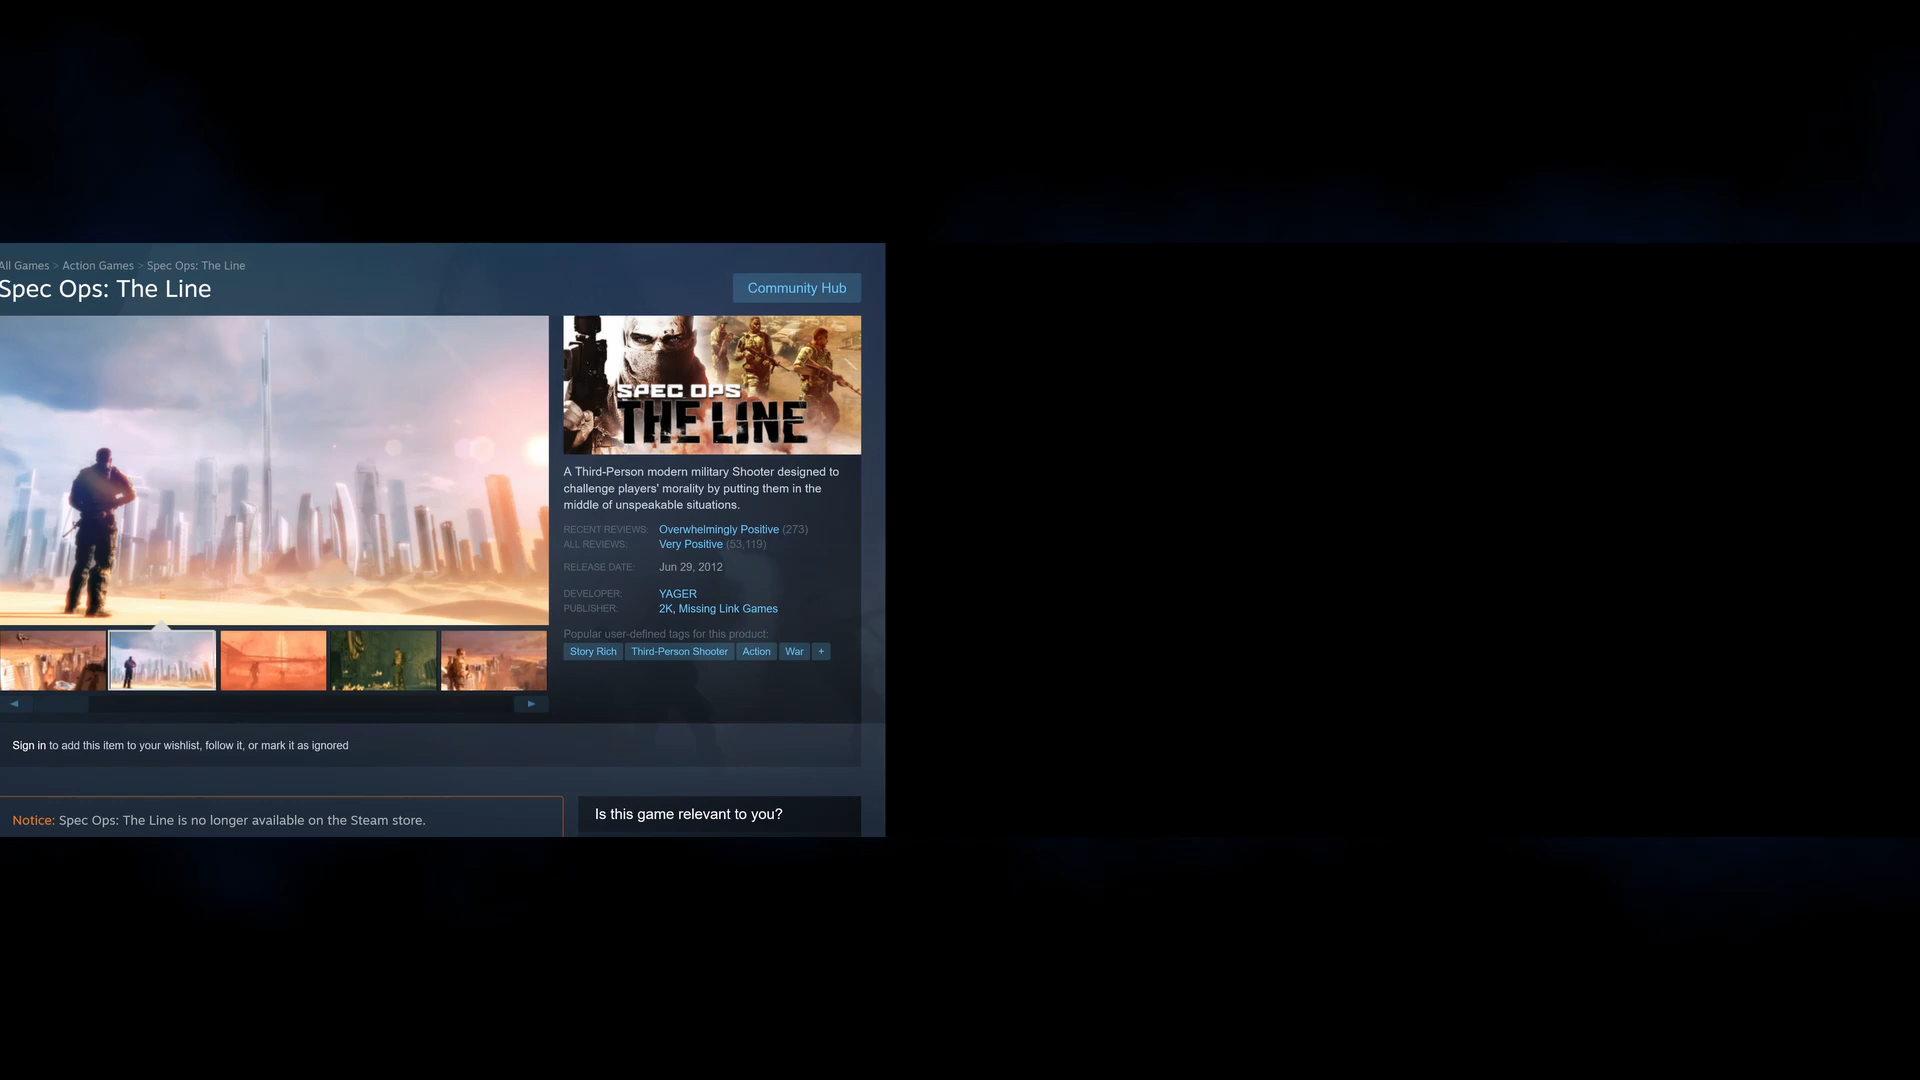 All Games > Action Games > Spec Ops: The Line
Spec Ops: The Line
Community Hub
SPEC OPS
THE LINE
A Third-Person modern military Shooter designed to
challenge players' morality by putting them in the
middle of unspeakable situations.
RECENT REVIEWS: Overwhelmingly Positive (273)
ALL REVIEWS: Very Positive (53,119)
RELEASE DATE: Jun 29, 2012
DEVELOPER: YAGER
PUBLISHER: 2K, Missing Link Games
Popular user-defined tags for this product:
Story Rich Third-Person Shooter Action War +
Sign in to add this item to your wishlist, follow it, or mark it as ignored
Notice: Spec Ops: The Line is no longer available on the Steam store.
Is this game relevant to you?